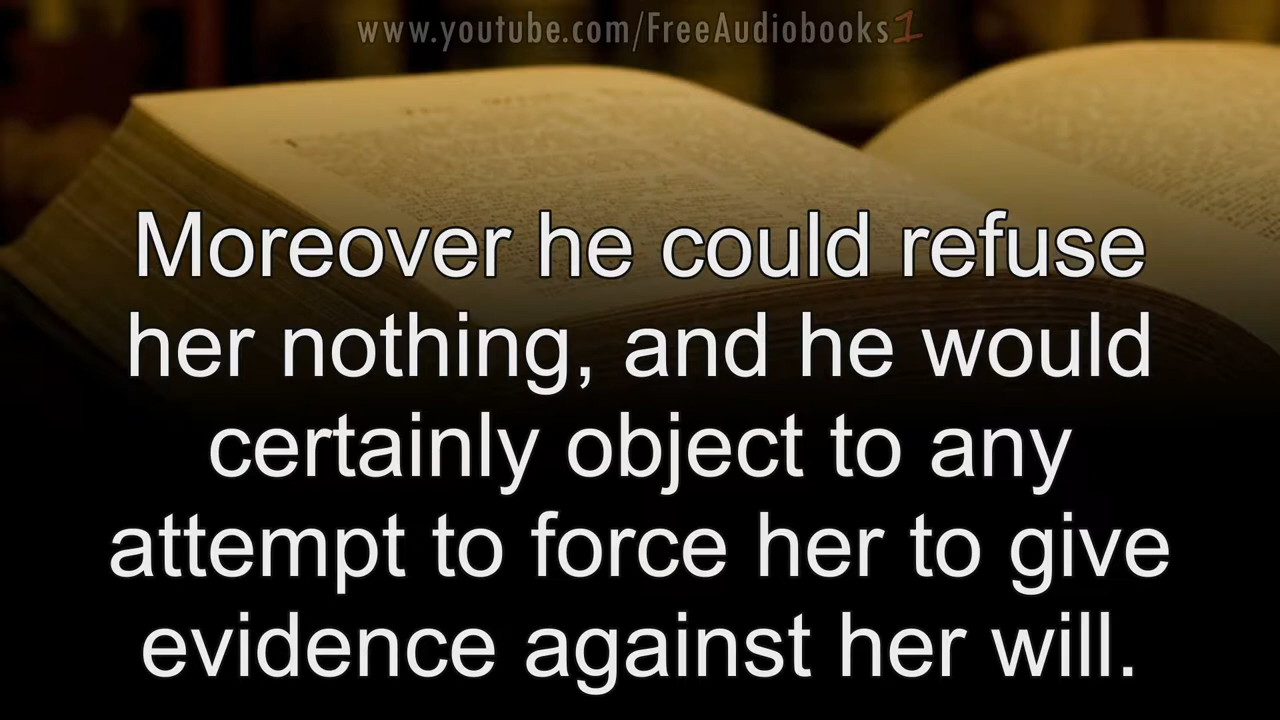 www.youtube.com/FreeAudiobooks1
Moreover he could refuse
her nothing, and he would
certainly object to any
attempt to force her to give
evidence against her will.